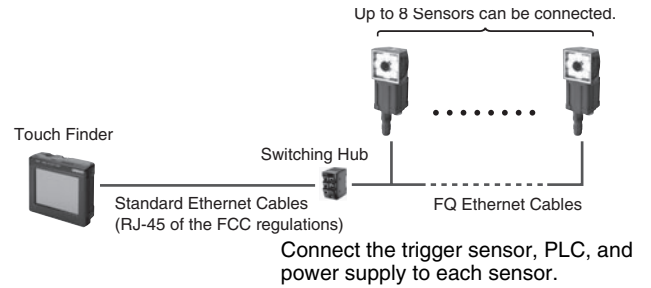 Up to 8 Sensors can be connected.
Touch Finder
Switching Hub
Standard Ethernet Cables
(RJ-45 of the FCC regulations)
FQ Ethernet Cables
Connect the trigger sensor, PLC, and
power supply to each sensor.